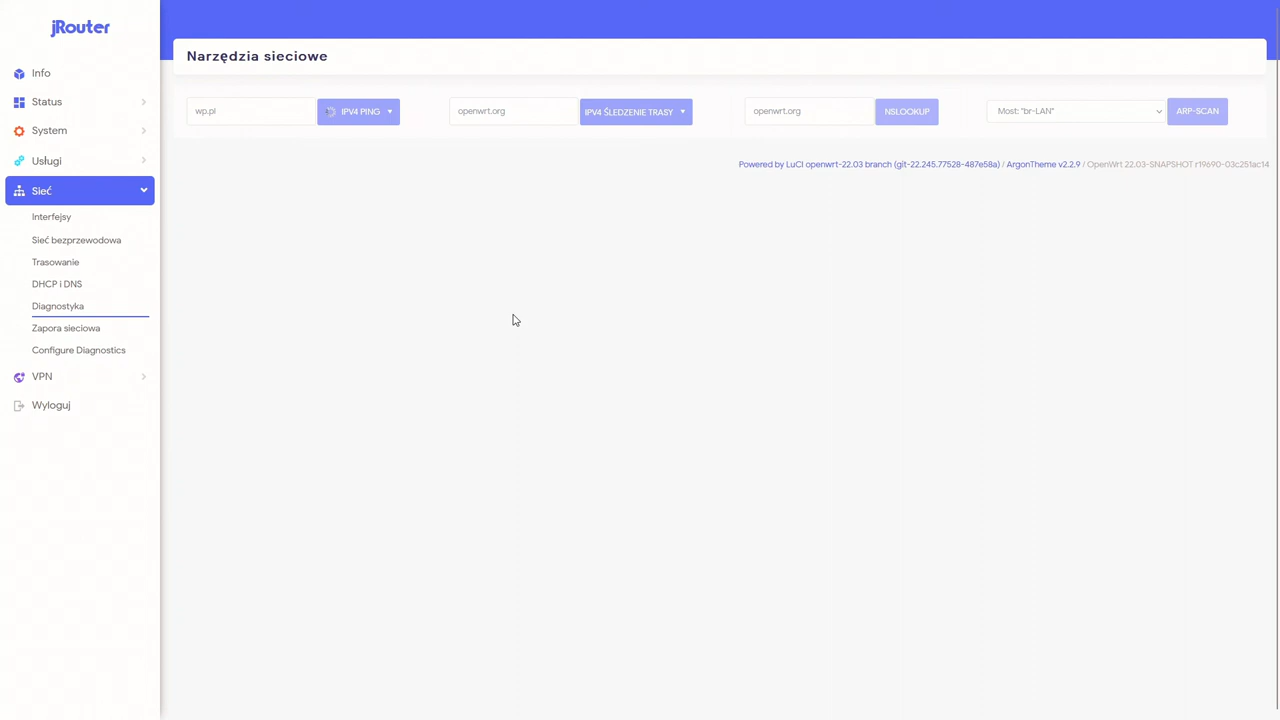 jRouter
Info
Status
System
Usługi
Sieć
Interfejsy
Sieć bezprzewodowa
Trasowanie
DHCP i DNS
Diagnostyka
Zapora sieciowa
Configure Diagnostics
VPN
Wyloguj
Narzędzia sieciowe
wp.pl IPV4 PING openwrt.org IPV4 ŚLEDZENIE TRASY openwrt.org NSLOOKUP Most: "br-LAN" ARP-SCAN
Powered by LuCI openwrt-22.03 branch (git-22.245.77528-487e58a) / ArgonTheme v2.2.9 / OpenWrt 22.03-SNAPSHOT r19690-03c251ac14